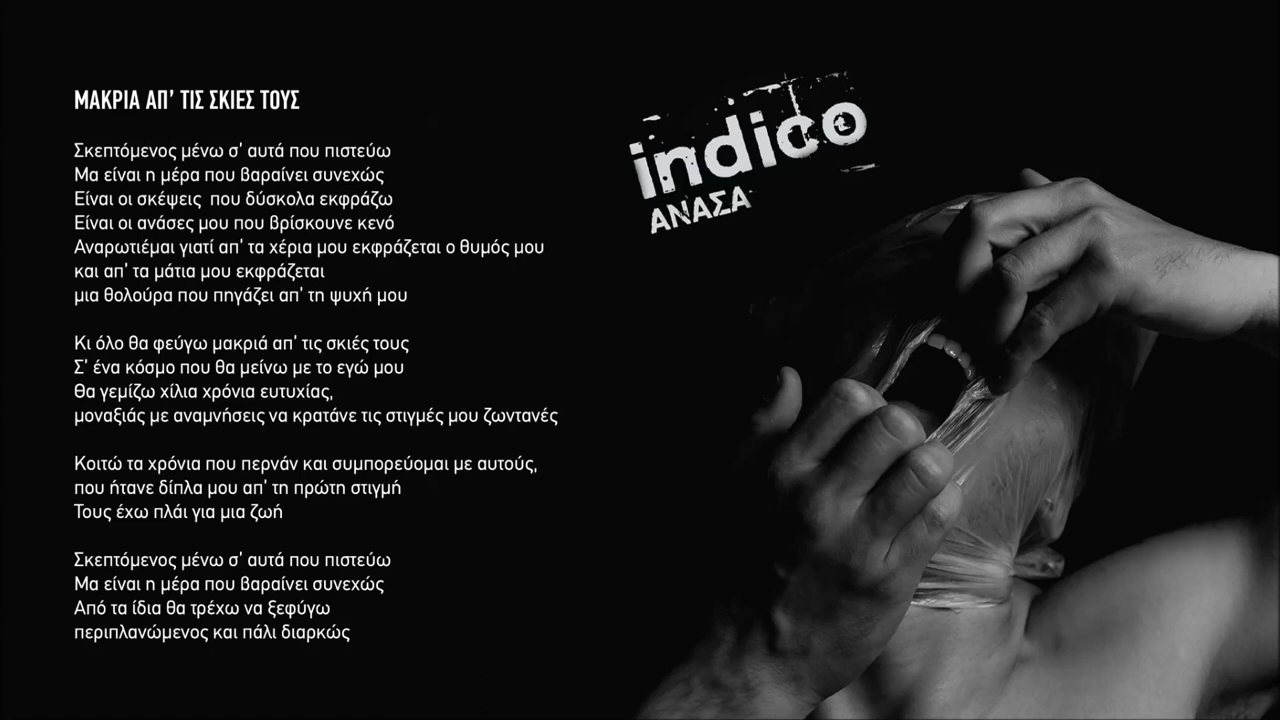 ΜΑΚΡΙΑ ΑΠ' ΤΙΣ ΣΚΙΕΣ ΤΟΥΣ
Σκεπτόμενος μένω σ' αυτά που πιστεύω
Μα είναι η μέρα που βαραίνει συνεχώς
Είναι οι σκέψεις που δύσκολα εκφράζω
Είναι οι ανάσες μου που βρίσκουνε κενό
Αναρωτιέμαι γιατί απ' τα χέρια μου εκφράζεται ο θυμός μου
και απ' τα μάτια μου εκφράζεται
μια θολούρα που πηγάζει απ' τη ψυχή μου
Κι όλο θα φεύγω μακριά απ' τις σκιές τους
Σ' ένα κόσμο που θα μείνω με το εγώ μου
Θα γεμίζω χίλια χρόνια ευτυχίας,
μοναξιάς με αναμνήσεις να κρατάνε τις στιγμές μου ζωντανές
Κοιτώ τα χρόνια που περνάν και συμπορεύομαι με αυτούς,
που ήτανε δίπλα μου απ' τη πρώτη στιγμή
Τους έχω πλάι για μια ζωή
Σκεπτόμενος μένω σ' αυτά που πιστεύω
Μα είναι η μέρα που βαραίνει συνεχώς
Από τα ίδια θα τρέχω να ξεφύγω
περιπλανώμενος και πάλι διαρκώς
indico
ΑΝΑΣΑ